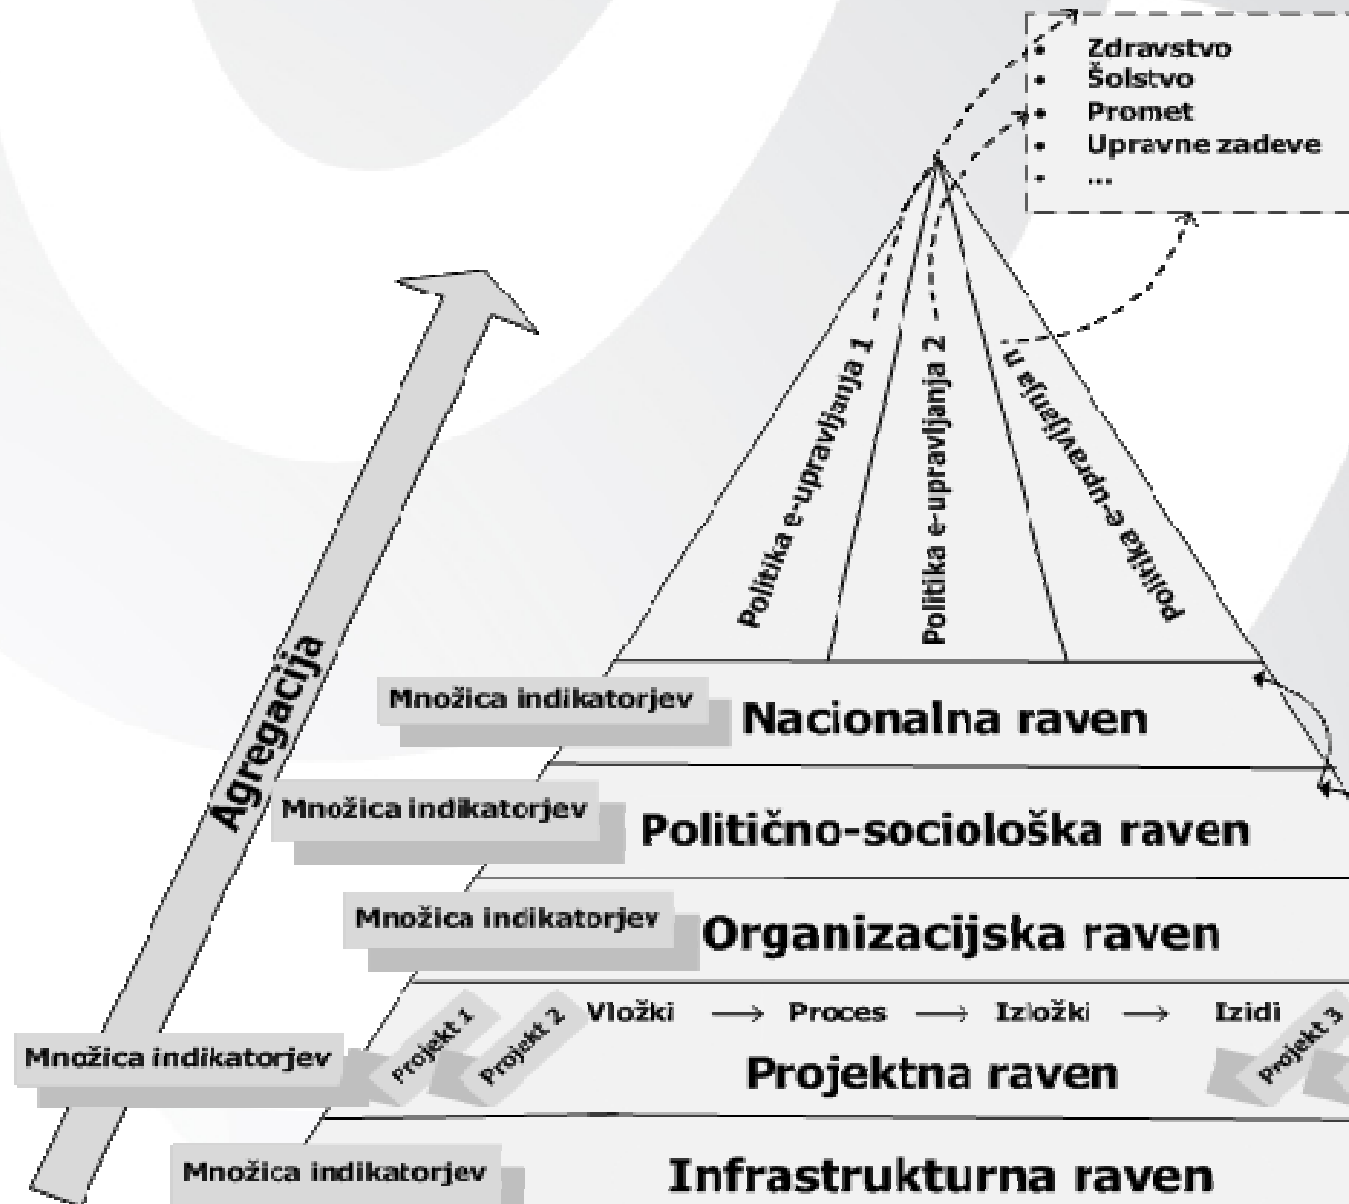 Zdravstvo
Šolstvo
Promet
Upravne zadeve
...
Politika e-upravljanja 1
Politika e-upravljanja 2
Politika e-upravljanja n
Agregacija
Množica indikatorjev
Nacionalna raven
Množica indikatorjev
Politično-sociološka raven
Množica indikatorjev
Organizacijska raven
Vložki → Proces → Izložki → Izidi
Projekt 1
Projekt 2
Projekt 3
Množica indikatorjev
Projektna raven
Množica indikatorjev
Infrastrukturna raven